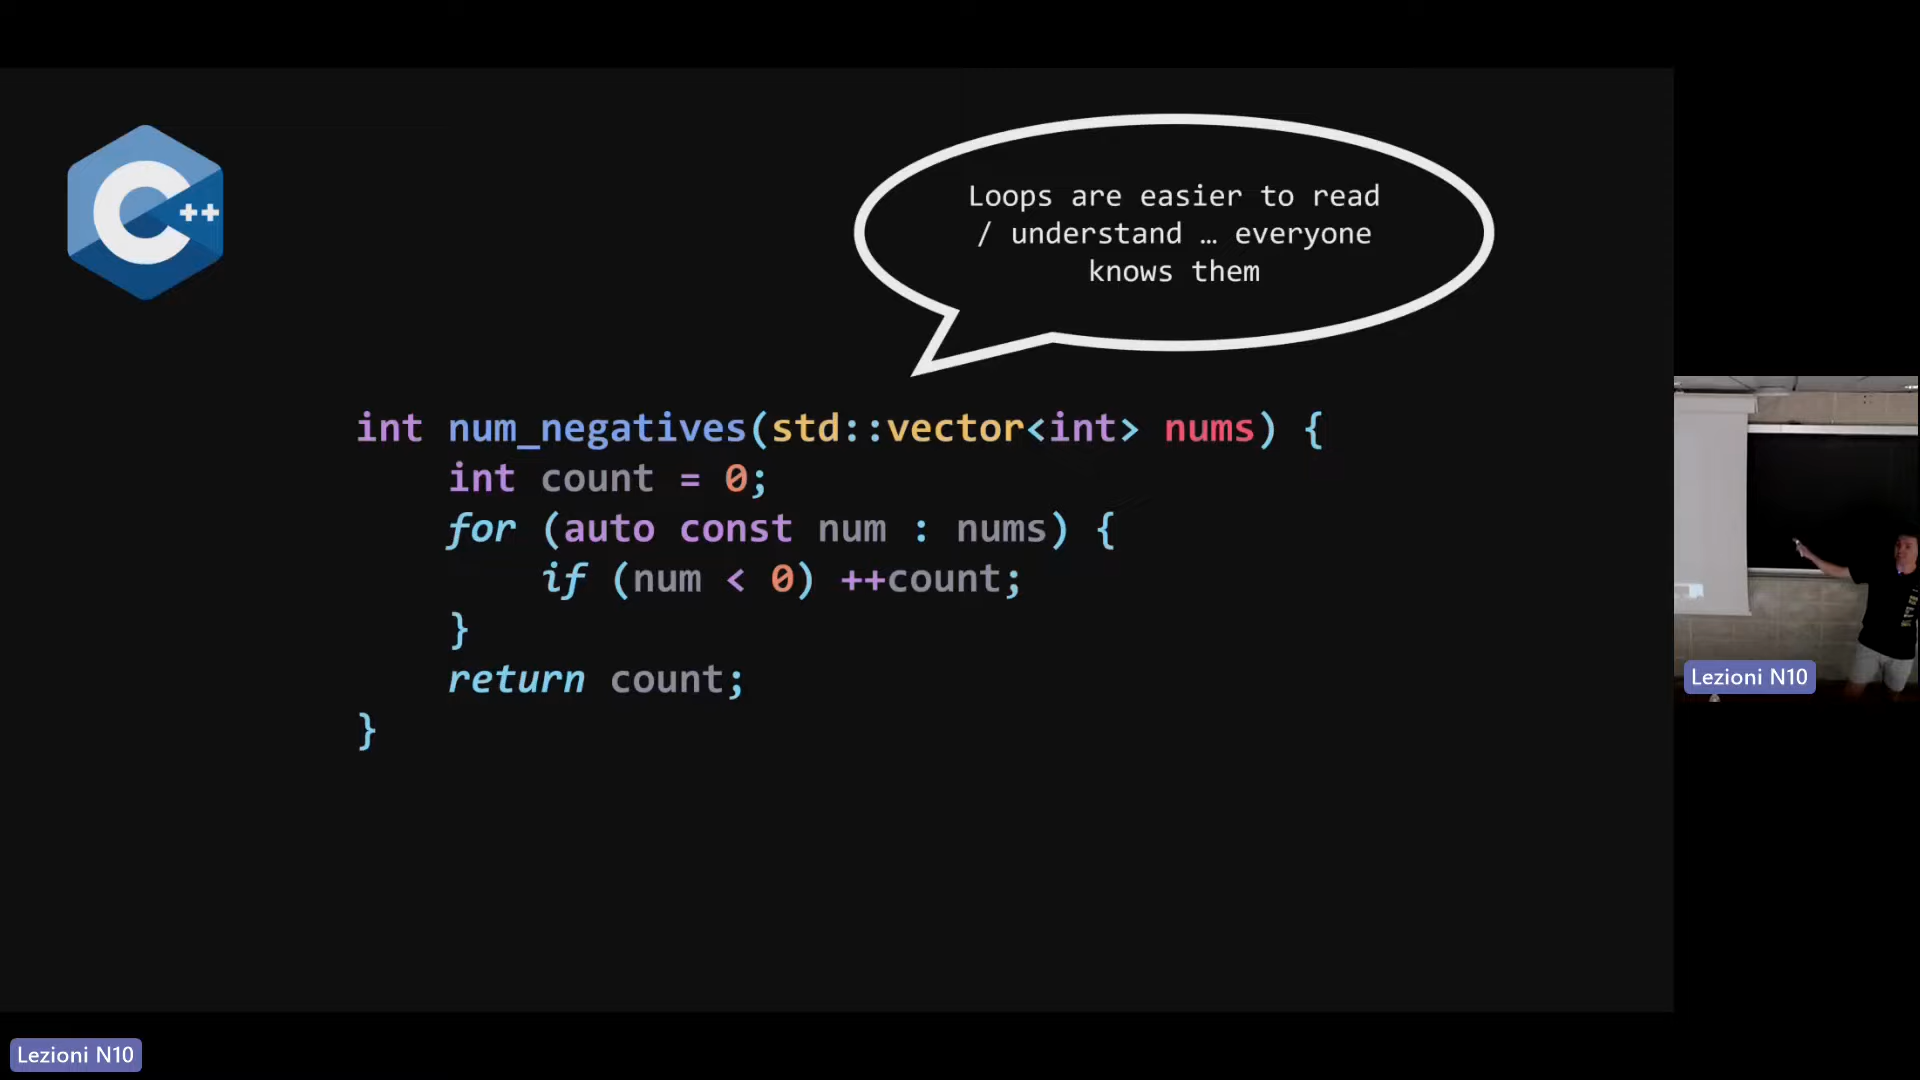 C++
Loops are easier to read
/ understand … everyone
knows them
int num_negatives(std::vector<int> nums) {
    int count = 0;
    for (auto const num : nums) {
        if (num < 0) ++count;
    }
    return count;
}
Lezioni N10
Lezioni N10